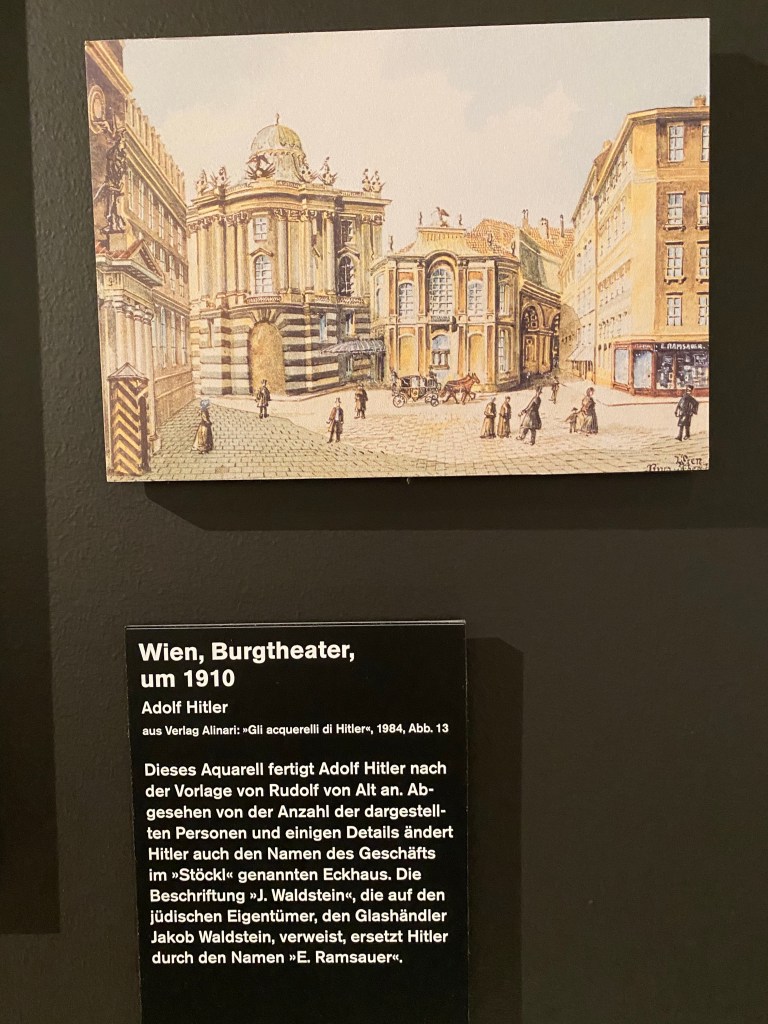 E. RAMSAUER
Wien
Wien, Burgtheater,
um 1910
Adolf Hitler
aus Verlag Alinari: »Gli acquerelli di Hitler«, 1984, Abb. 13
Dieses Aquarell fertigt Adolf Hitler nach
der Vorlage von Rudolf von Alt an. Ab-
gesehen von der Anzahl der dargestell-
ten Personen und einigen Details ändert
Hitler auch den Namen des Geschäfts
im »Stöckl« genannten Eckhaus. Die
Beschriftung »J. Waldstein«, die auf den
jüdischen Eigentümer, den Glashändler
Jakob Waldstein, verweist, ersetzt Hitler
durch den Namen »E. Ramsauer«.